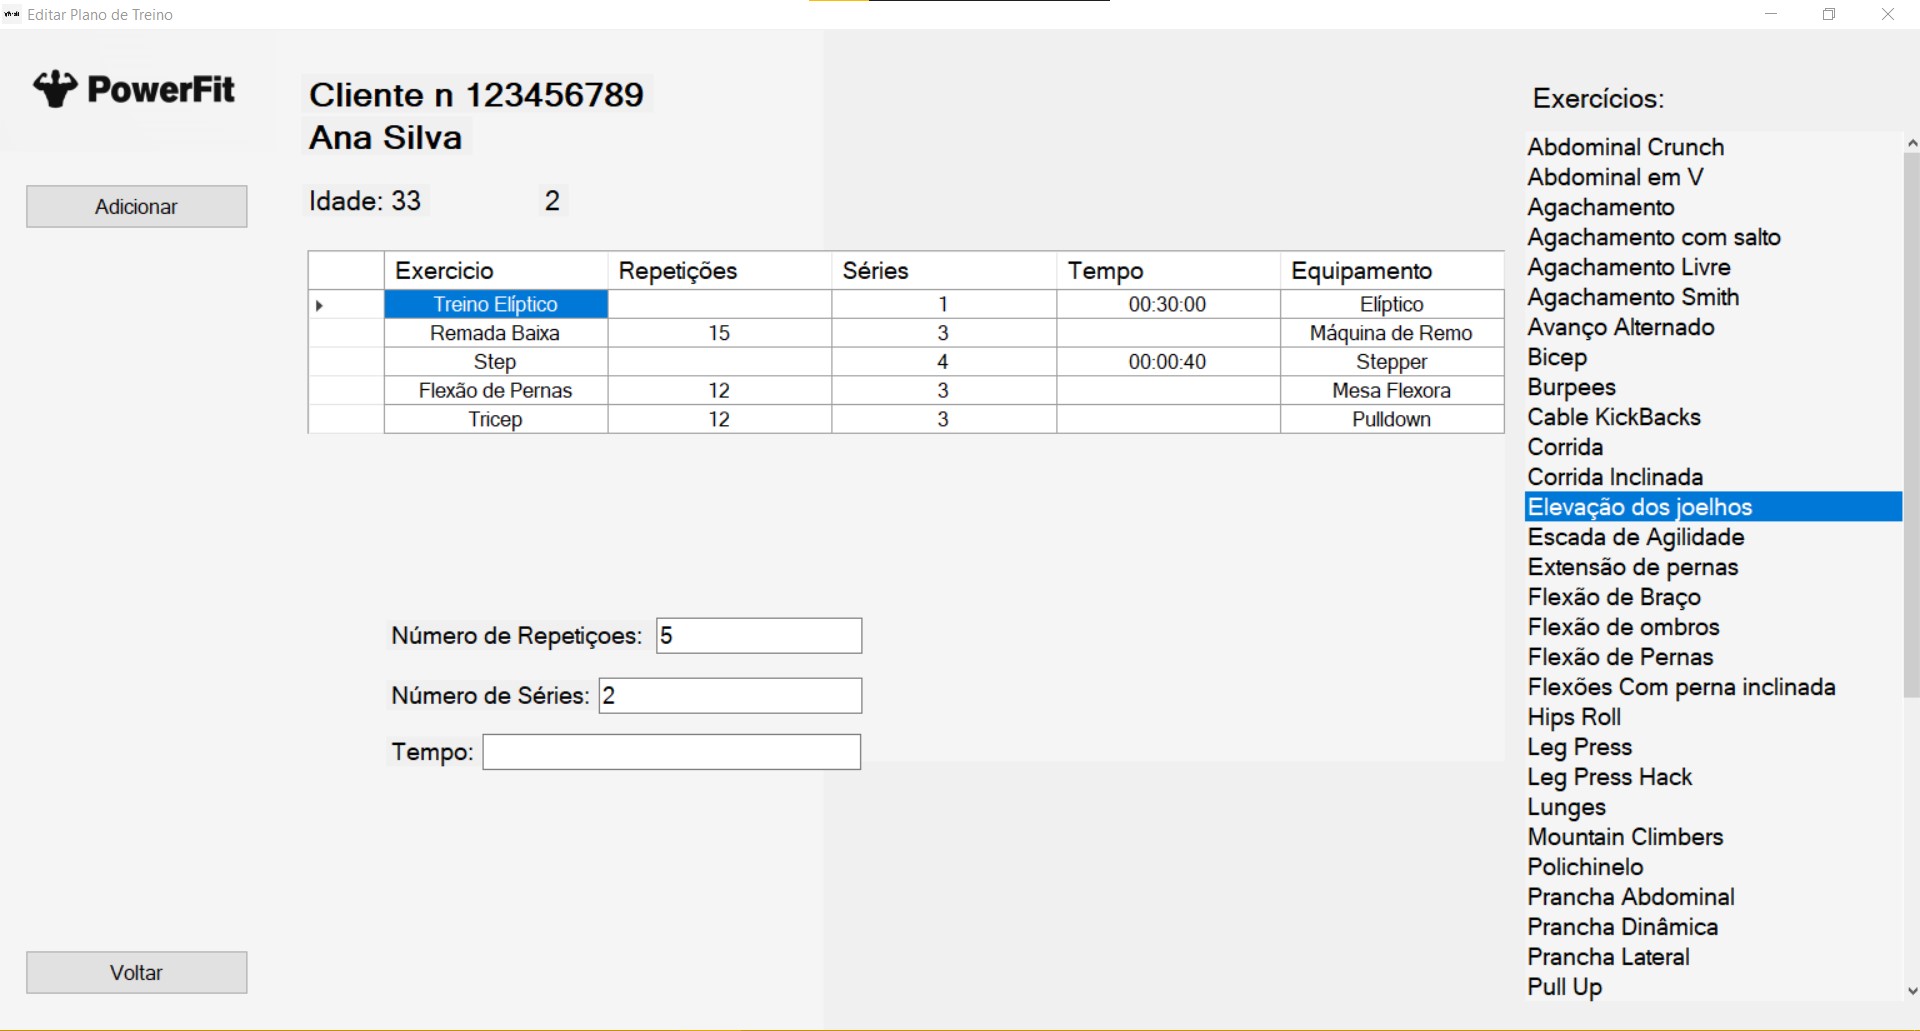 Editar Plano de Treino
PowerFit
Cliente n 123456789
Ana Silva
Idade: 33 2
Adicionar
Exercicio Repetições Séries Tempo Equipamento
Treino Elíptico 1 00:30:00 Elíptico
Remada Baixa 15 3 Máquina de Remo
Step 4 00:00:40 Stepper
Flexão de Pernas 12 3 Mesa Flexora
Tricep 12 3 Pulldown
Número de Repetiçoes: 5
Número de Séries: 2
Tempo:
Voltar
Exercícios:
Abdominal Crunch
Abdominal em V
Agachamento
Agachamento com salto
Agachamento Livre
Agachamento Smith
Avanço Alternado
Bicep
Burpees
Cable KickBacks
Corrida
Corrida Inclinada
Elevação dos joelhos
Escada de Agilidade
Extensão de pernas
Flexão de Braço
Flexão de ombros
Flexão de Pernas
Flexões Com perna inclinada
Hips Roll
Leg Press
Leg Press Hack
Lunges
Mountain Climbers
Polichinelo
Prancha Abdominal
Prancha Dinâmica
Prancha Lateral
Pull Up